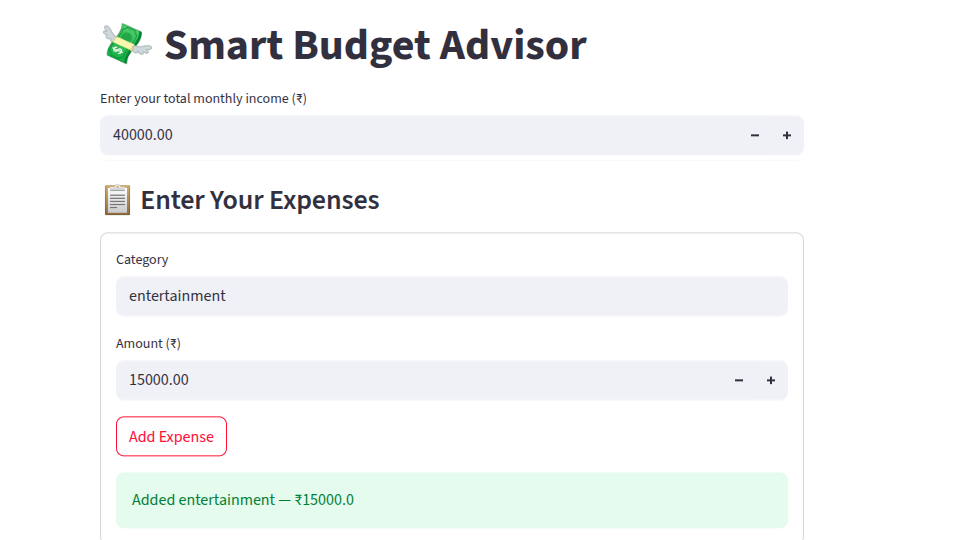 Smart Budget Advisor
Enter your total monthly income (₹)
40000.00
Enter Your Expenses
Category
entertainment
Amount (₹)
15000.00
Add Expense
Added entertainment — ₹15000.0